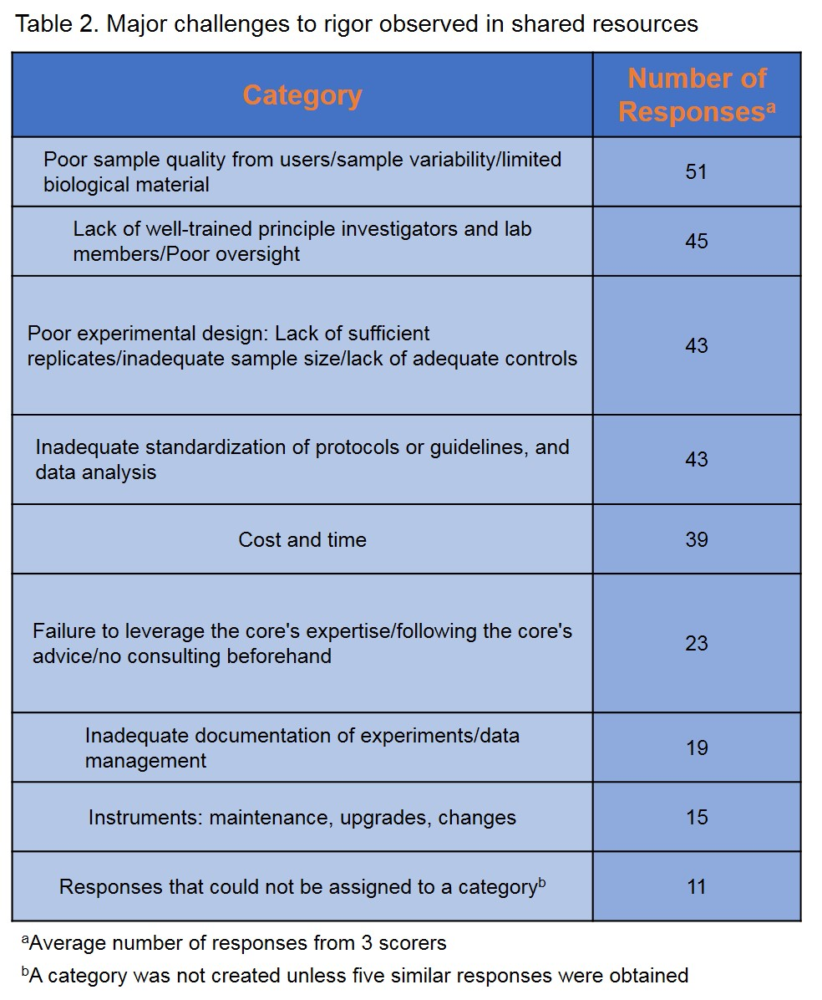 Table 2. Major challenges to rigor observed in shared resources
Category
Number of
Responsesᵃ
Poor sample quality from users/sample variability/limited
biological material
51
Lack of well-trained principle investigators and lab
members/Poor oversight
45
Poor experimental design: Lack of sufficient
replicates/inadequate sample size/lack of adequate controls
43
Inadequate standardization of protocols or guidelines, and
data analysis
43
Cost and time
39
Failure to leverage the core's expertise/following the core's
advice/no consulting beforehand
23
Inadequate documentation of experiments/data
management
19
Instruments: maintenance, upgrades, changes
15
Responses that could not be assigned to a categoryᵇ
11
ᵃAverage number of responses from 3 scorers
ᵇA category was not created unless five similar responses were obtained